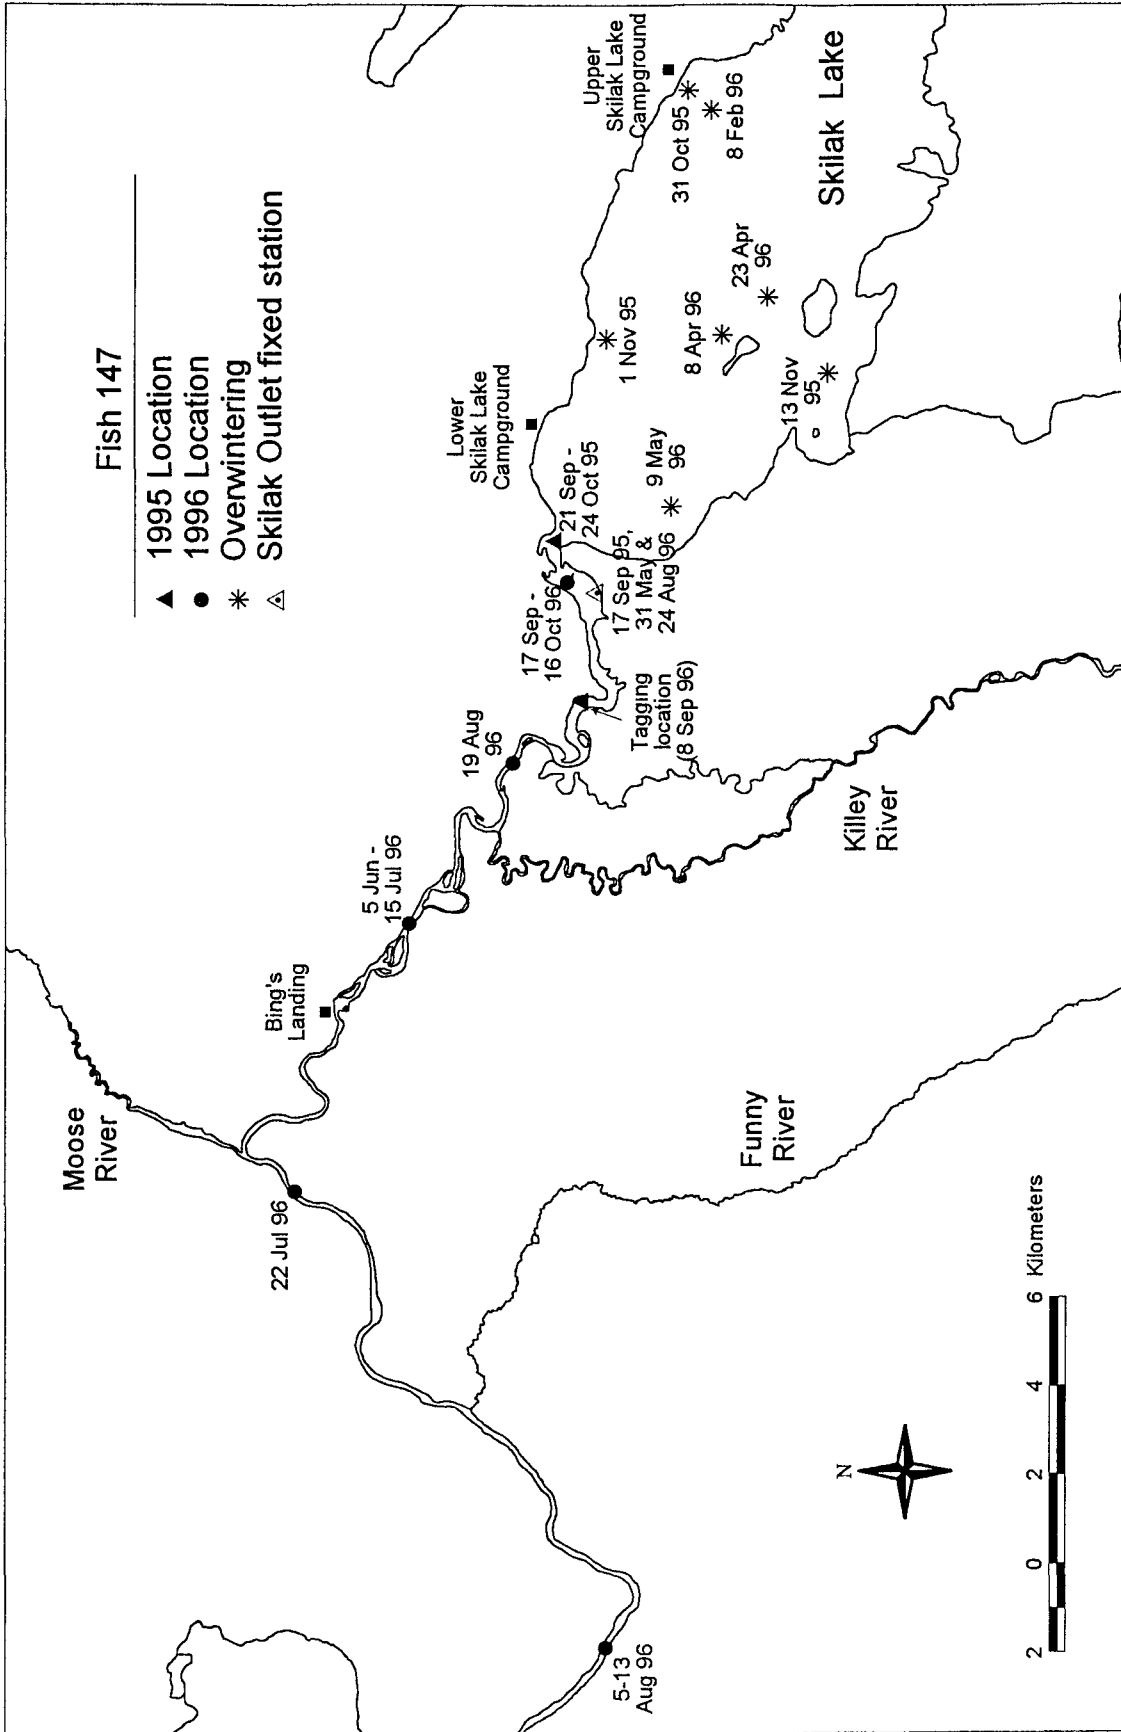 Fish 147
1995 Location
1996 Location
Overwintering
Skilak Outlet fixed station
Upper
Skilak Lake
Campground
31 Oct 95
8 Feb 96
Skilak Lake
23 Apr
96
8 Apr 96
1 Nov 95
13 Nov
95
Lower
Skilak Lake
Campground
9 May
96
21 Sep -
24 Oct 95
17 Sep 95,
31 May &
24 Aug 96
17 Sep -
16 Oct 96
Tagging
location
(8 Sep 96)
19 Aug
96
Killey
River
5 Jun -
15 Jul 96
Bing's
Landing
Moose
River
Funny
River
22 Jul 96
5-13
Aug 96
N
2 0 2 4 6 Kilometers